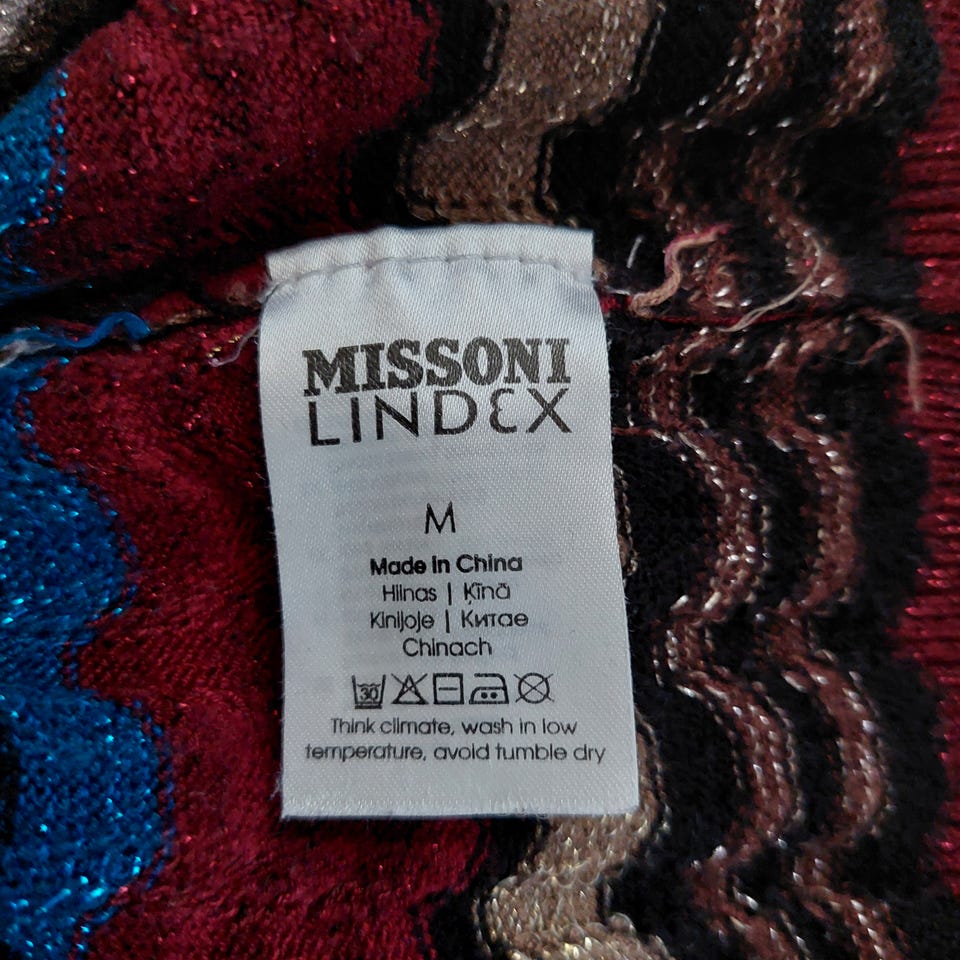 MISSONI
LINDEX
M
Made in China
Hiinas | Ķīnā
Kinijoje | Китае
Chinach
30
Think climate, wash in low
temperature, avoid tumble dry